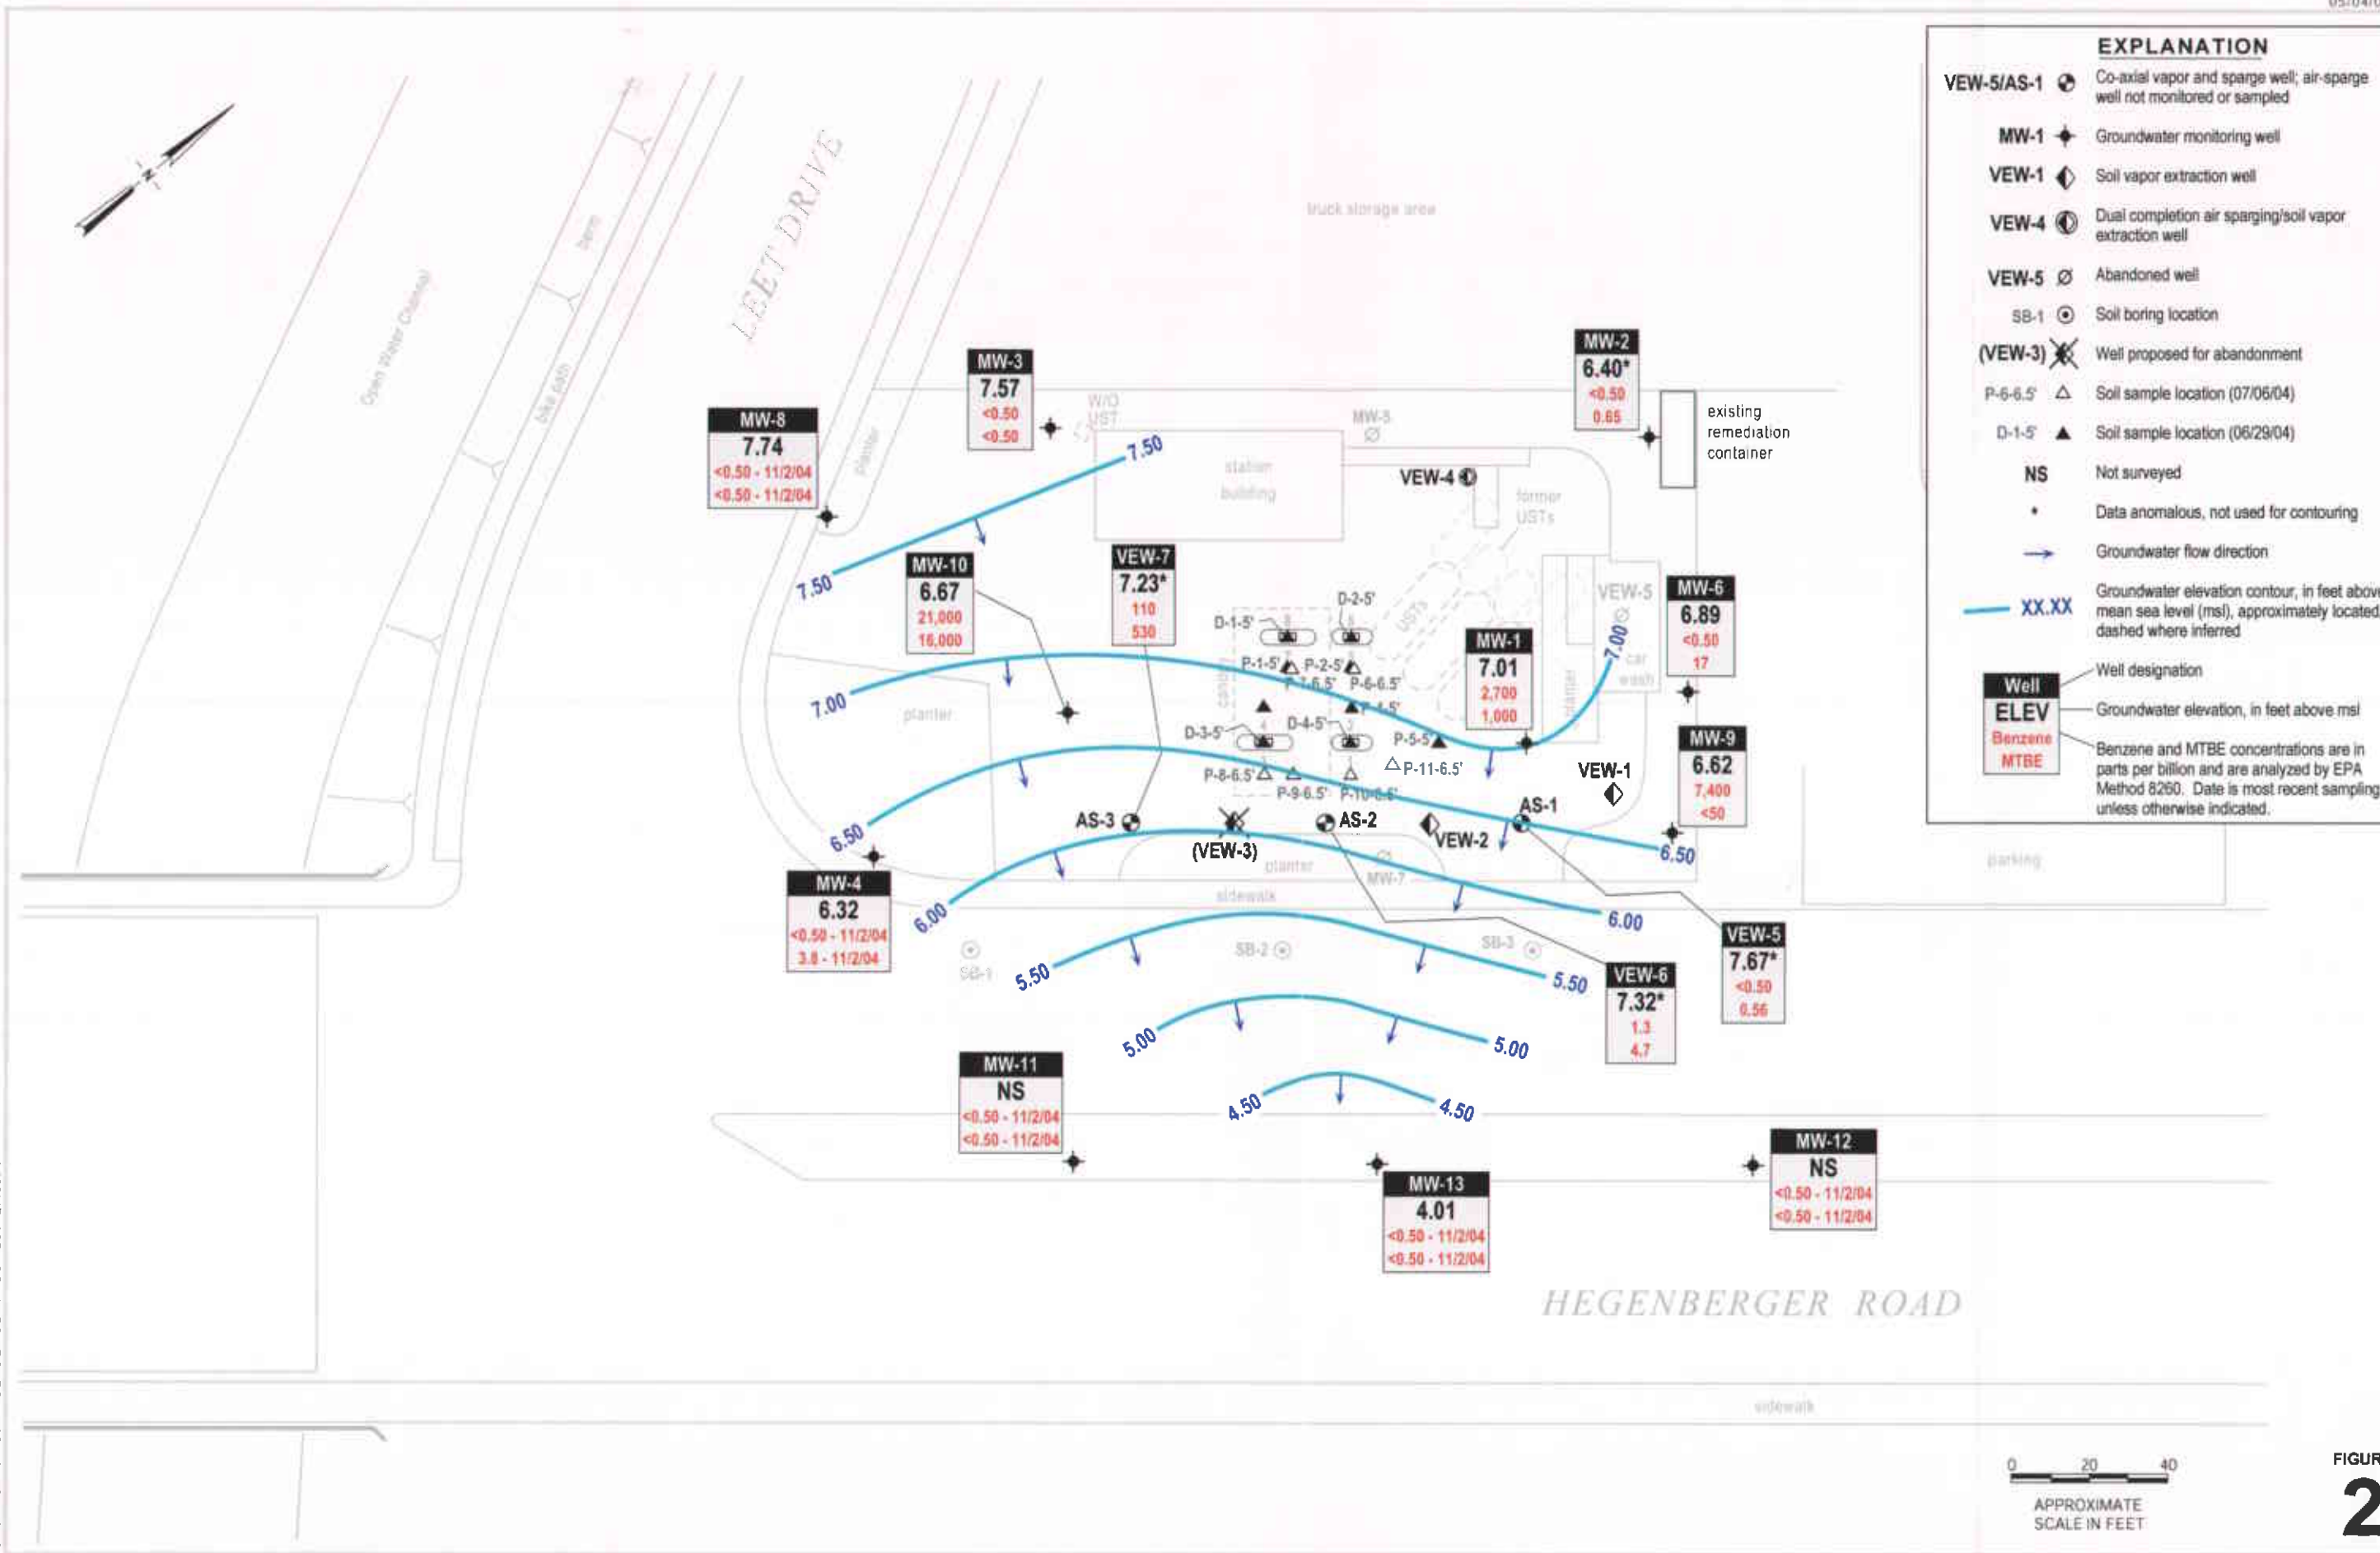 EXPLANATION
VEW-5/AS-1 Co-axial vapor and sparge well; air-sparge
well not monitored or sampled
MW-1 Groundwater monitoring well
VEW-1 Soil vapor extraction well
VEW-4 Dual completion air sparging/soil vapor
extraction well
VEW-5 Abandoned well
SB-1 Soil boring location
(VEW-3) Well proposed for abandonment
P-6-6.5' Soil sample location (07/06/04)
D-1-5' Soil sample location (06/29/04)
NS Not surveyed
* Data anomalous, not used for contouring
Groundwater flow direction
XX.XX Groundwater elevation contour, in feet above
mean sea level (msl), approximately located,
dashed where inferred
Well
ELEV
Benzene
MTBE
Well designation
Groundwater elevation, in feet above msl
Benzene and MTBE concentrations are in
parts per billion and are analyzed by EPA
Method 8260. Date is most recent sampling
unless otherwise indicated.
N
Open Water Channel
berm
bike path
LEET DRIVE
planter
truck storage area
MW-3
7.57
<0.50
<0.50
MW-2
6.40*
<0.50
0.65
existing
remediation
container
MW-8
7.74
<0.50 - 11/2/04
<0.50 - 11/2/04
W/O
UST
MW-5
station
building
VEW-4
former
USTs
USTs
7.50
7.50
MW-10
6.67
21,000
16,000
VEW-7
7.23*
110
530
D-1-5'
D-2-5'
P-1-5'
P-2-5'
P-7-6.5'
P-6-6.5'
canopy
P-4-5'
D-3-5'
D-4-5'
P-5-5'
P-11-6.5'
P-8-6.5'
P-9-6.5'
P-10-6.5'
MW-1
7.01
2,700
1,000
VEW-5
car
wash
planter
MW-6
6.89
<0.50
17
MW-9
6.62
7,400
<50
7.00
7.00
planter
VEW-1
AS-1
AS-3
(VEW-3)
AS-2
VEW-2
6.50
6.50
planter
MW-7
sidewalk
parking
MW-4
6.32
<0.50 - 11/2/04
3.8 - 11/2/04
6.00
6.00
SB-1
SB-2
SB-3
VEW-5
7.67*
<0.50
0.56
VEW-6
7.32*
1.3
4.7
5.50
5.50
5.00
5.00
4.50
4.50
MW-11
NS
<0.50 - 11/2/04
<0.50 - 11/2/04
MW-13
4.01
<0.50 - 11/2/04
<0.50 - 11/2/04
MW-12
NS
<0.50 - 11/2/04
<0.50 - 11/2/04
HEGENBERGER ROAD
sidewalk
0 20 40
APPROXIMATE
SCALE IN FEET
2